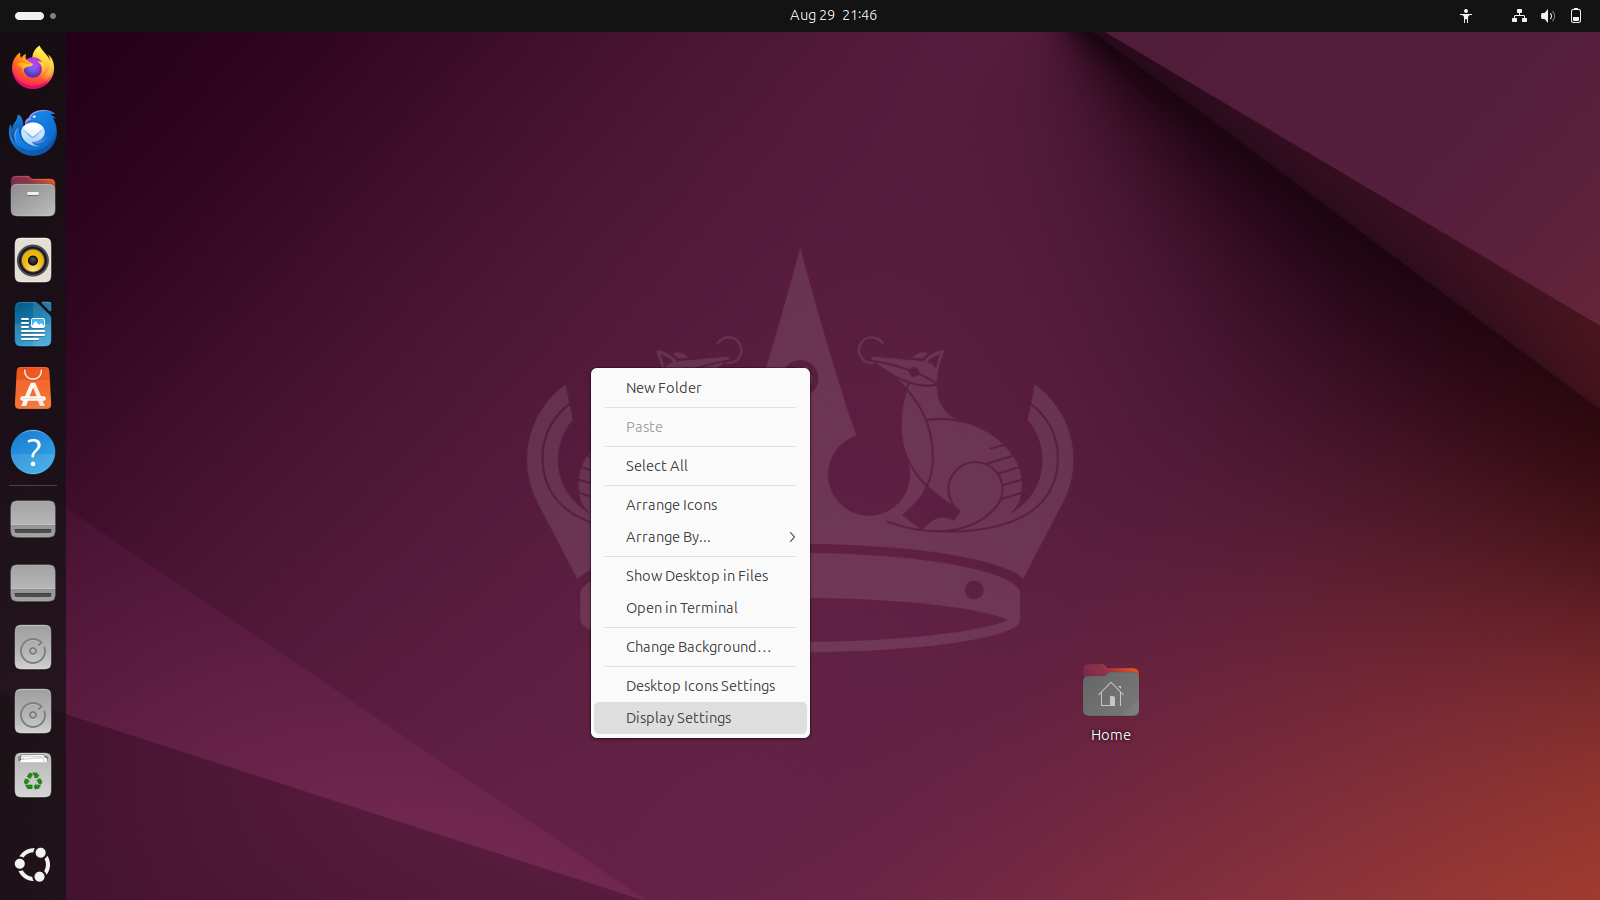 Aug 29 21:46
New Folder
Paste
Select All
Arrange Icons
Arrange By...
Show Desktop in Files
Open in Terminal
Change Background…
Desktop Icons Settings
Display Settings
Home